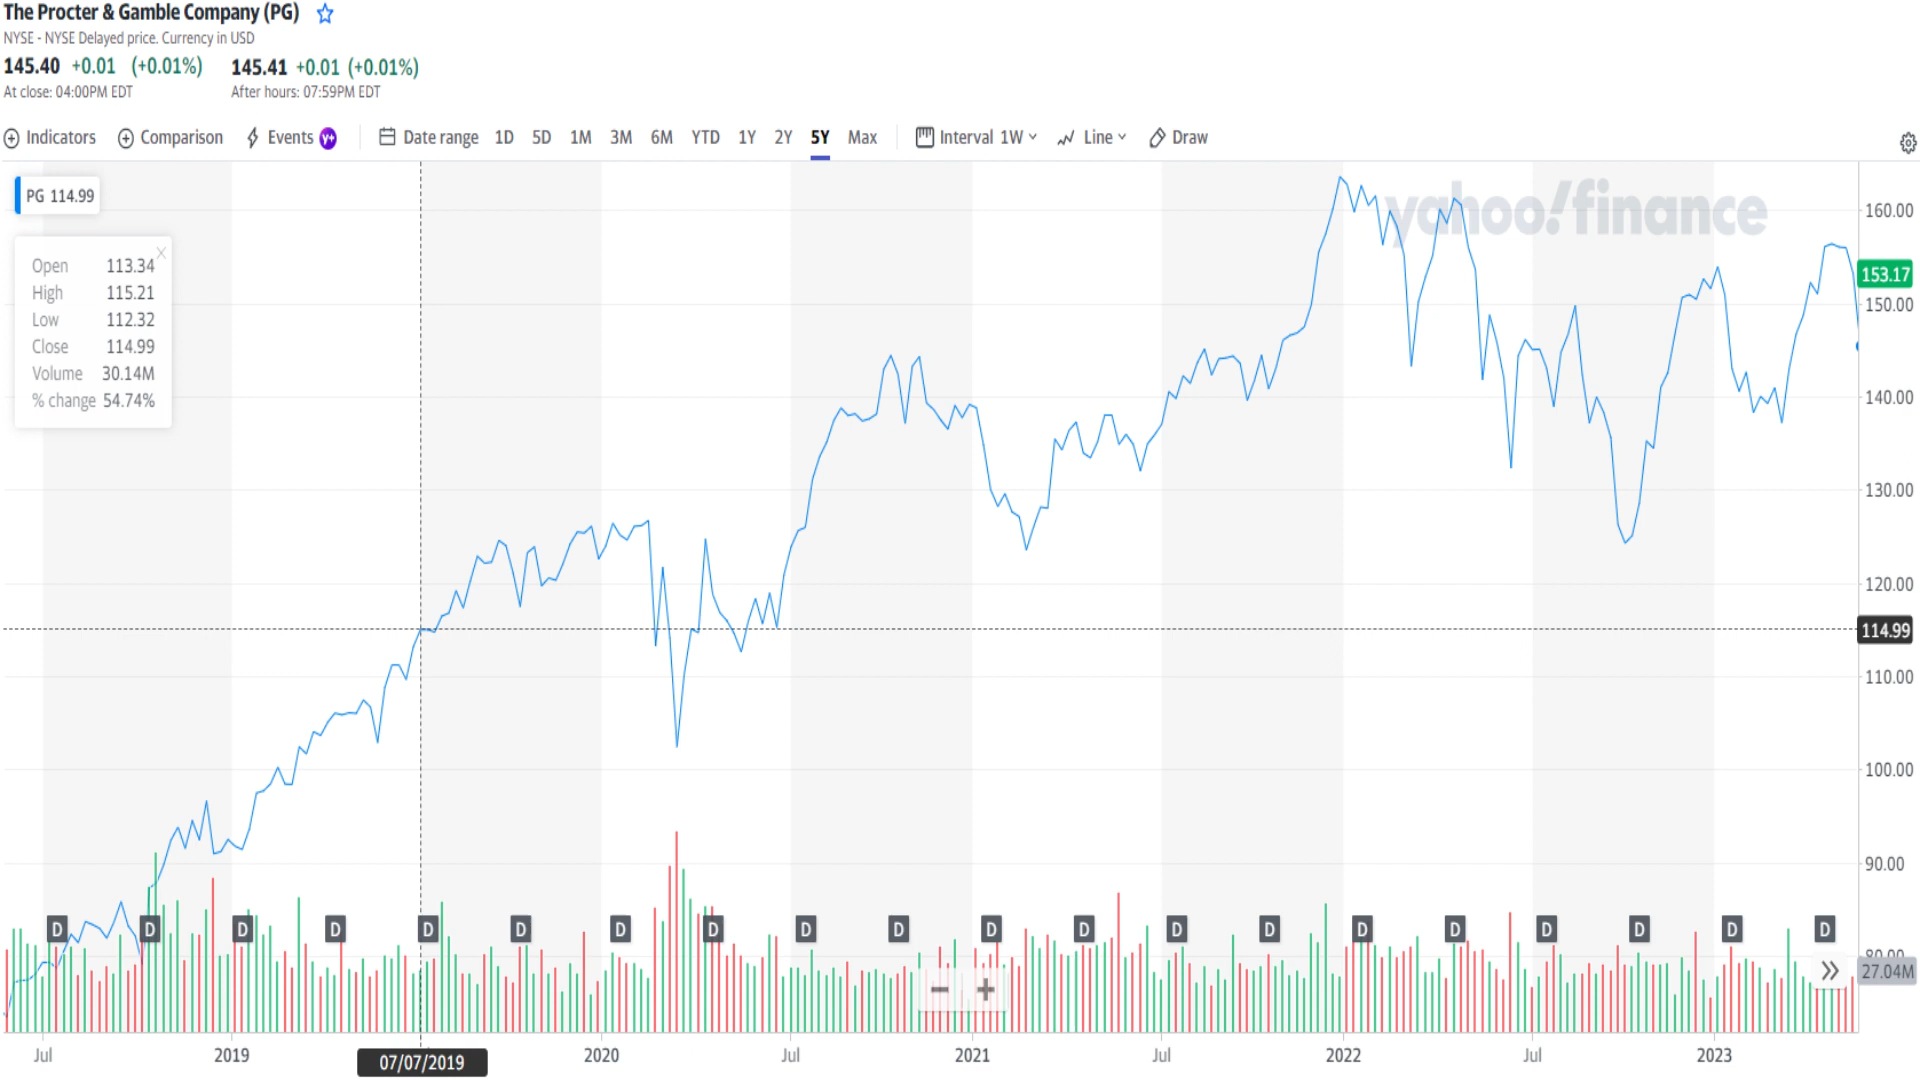 The Procter & Gamble Company (PG)
NYSE - NYSE Delayed price. Currency in USD
145.40 +0.01 (+0.01%) 145.41 +0.01 (+0.01%)
At close: 04:00PM EDT After hours: 07:59PM EDT
Indicators Comparison Events Y+ Date range 1D 5D 1M 3M 6M YTD 1Y 2Y 5Y Max Interval 1W Line Draw
PG 114.99
yahoo!finance
Open 113.34
High 115.21
Low 112.32
Close 114.99
Volume 30.14M
% change 54.74%
160.00
153.17
150.00
140.00
130.00
120.00
114.99
110.00
100.00
90.00
80.00
27.04M
D D D D D D D D D D D D D D D D D D D D
Jul 2019 07/07/2019 2020 Jul 2021 Jul 2022 Jul 2023